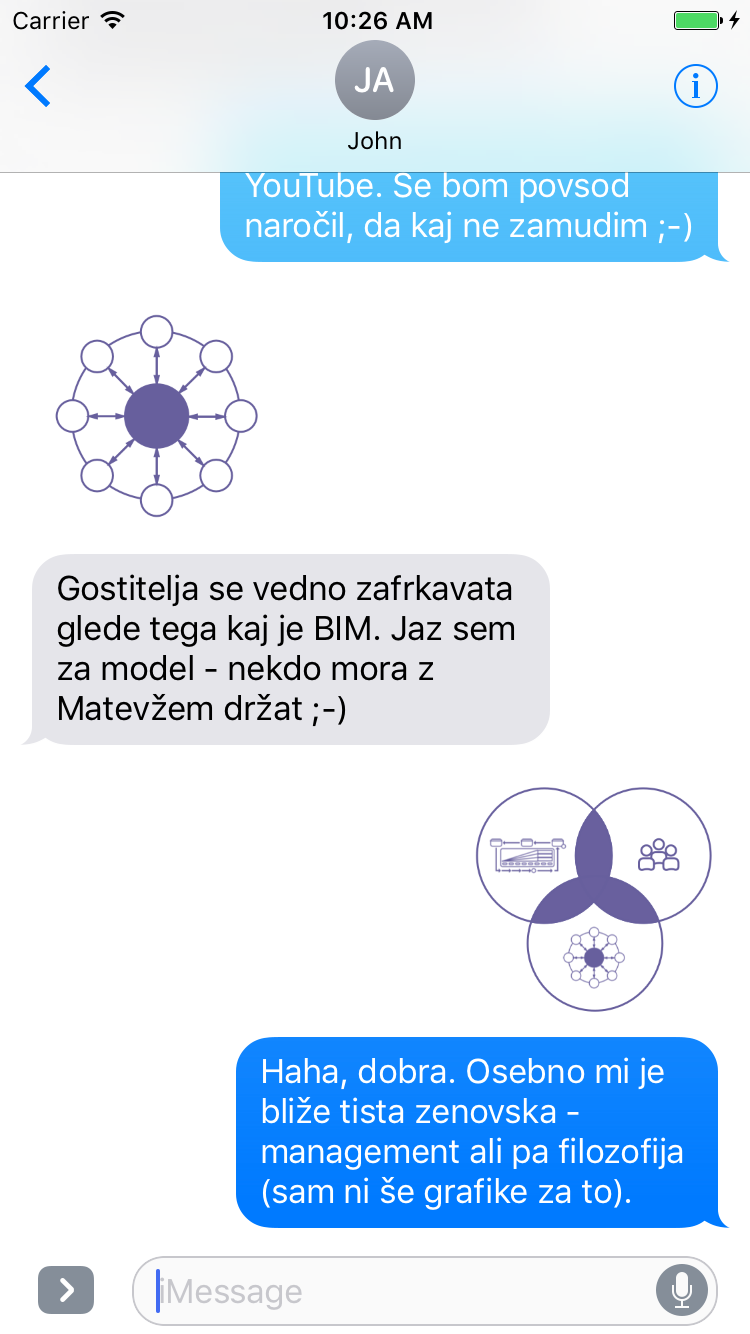 Carrier 10:26 AM
JA
John
YouTube. Se bom povsod
naročil, da kaj ne zamudim ;-)
Gostitelja se vedno zafrkavata
glede tega kaj je BIM. Jaz sem
za model - nekdo mora z
Matevžem držat ;-)
Haha, dobra. Osebno mi je
bliže tista zenovska -
management ali pa filozofija
(sam ni še grafike za to).
iMessage